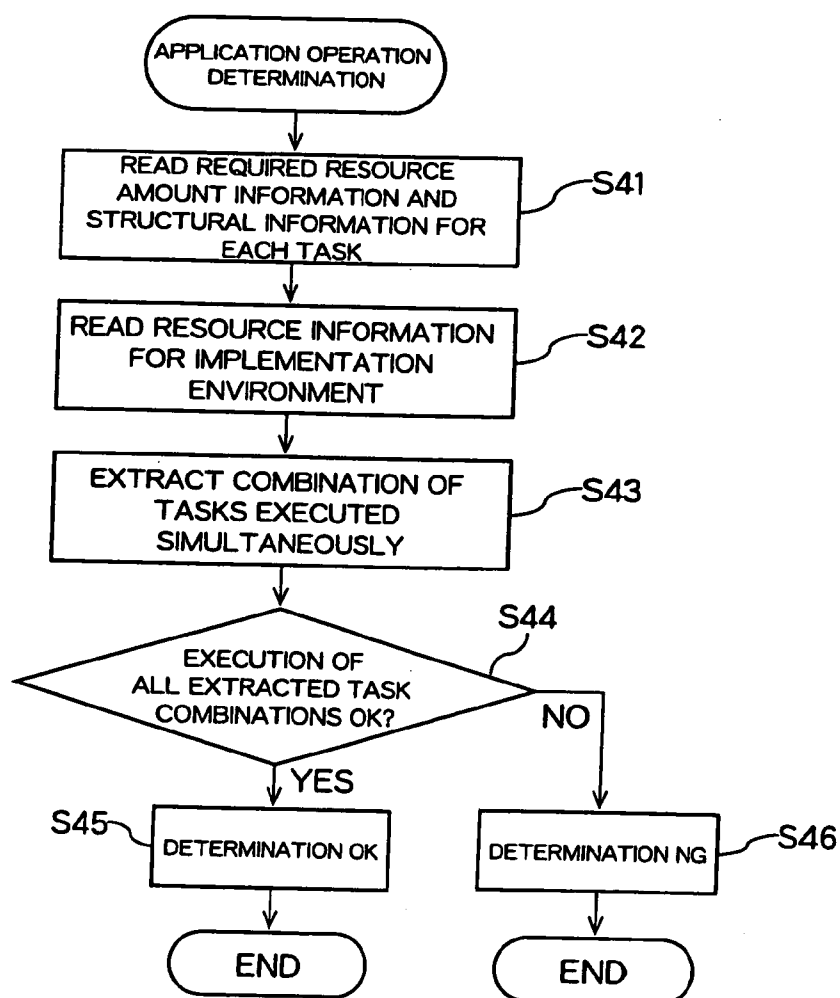 APPLICATION OPERATION
DETERMINATION
READ REQUIRED RESOURCE
AMOUNT INFORMATION AND
STRUCTURAL INFORMATION FOR
EACH TASK
S41
READ RESOURCE INFORMATION
FOR IMPLEMENTATION
ENVIRONMENT
S42
EXTRACT COMBINATION OF
TASKS EXECUTED
SIMULTANEOUSLY
S43
S44
EXECUTION OF
ALL EXTRACTED TASK
COMBINATIONS OK?
NO
YES
S45
DETERMINATION OK
DETERMINATION NG
S46
END
END